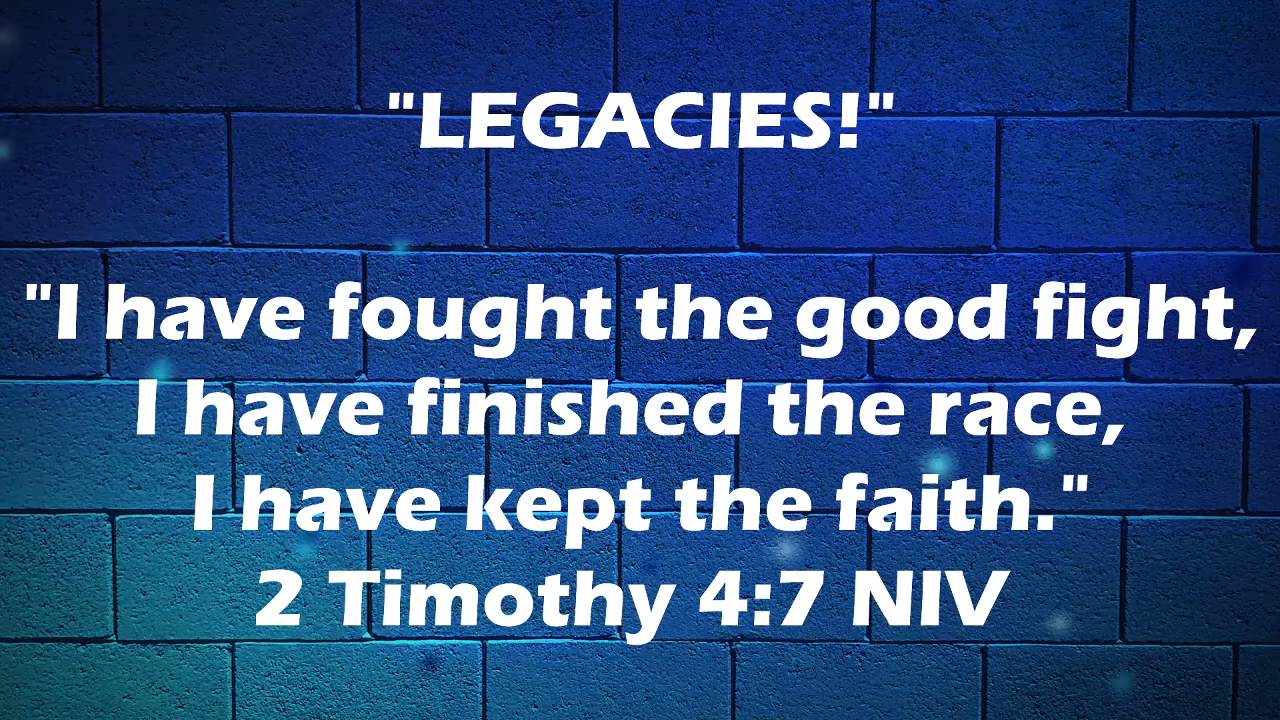 "LEGACIES!"
"I have fought the good fight,
I have finished the race,
I have kept the faith."
2 Timothy 4:7 NIV